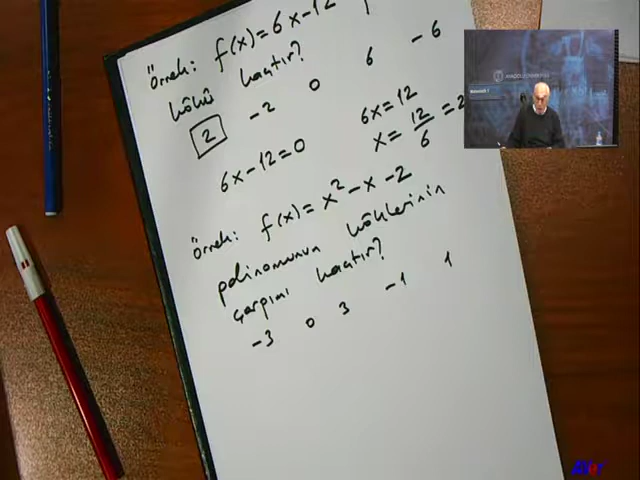 Örnek: f(x)=6x-12
kökü kaçtır?
2 -2 0 6 -6
6x-12=0
6x=12
x=12/6=2
Örnek: f(x)=x²-x-2
polinomunun köklerinin
çarpımı kaçtır?
-3 0 3 -1 1